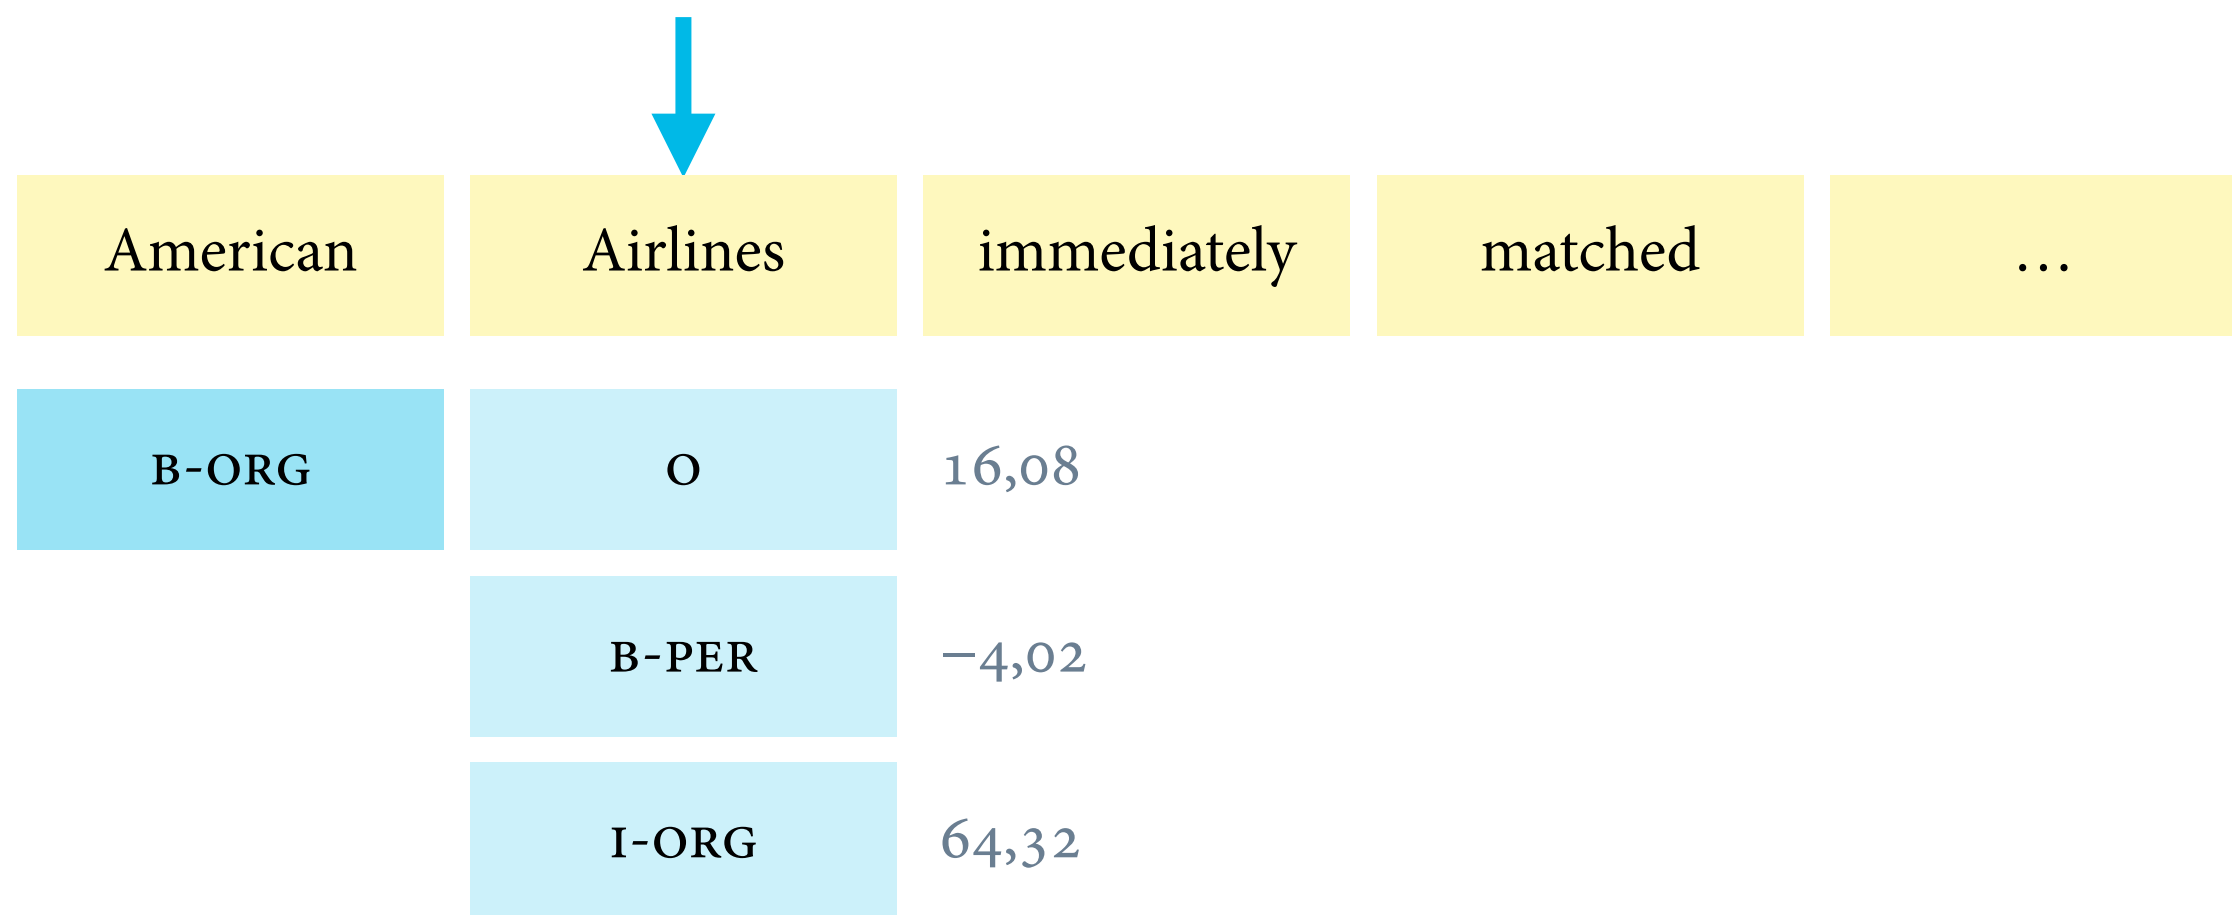 American Airlines immediately matched …
B-ORG O 16,08
B-PER −4,02
I-ORG 64,32